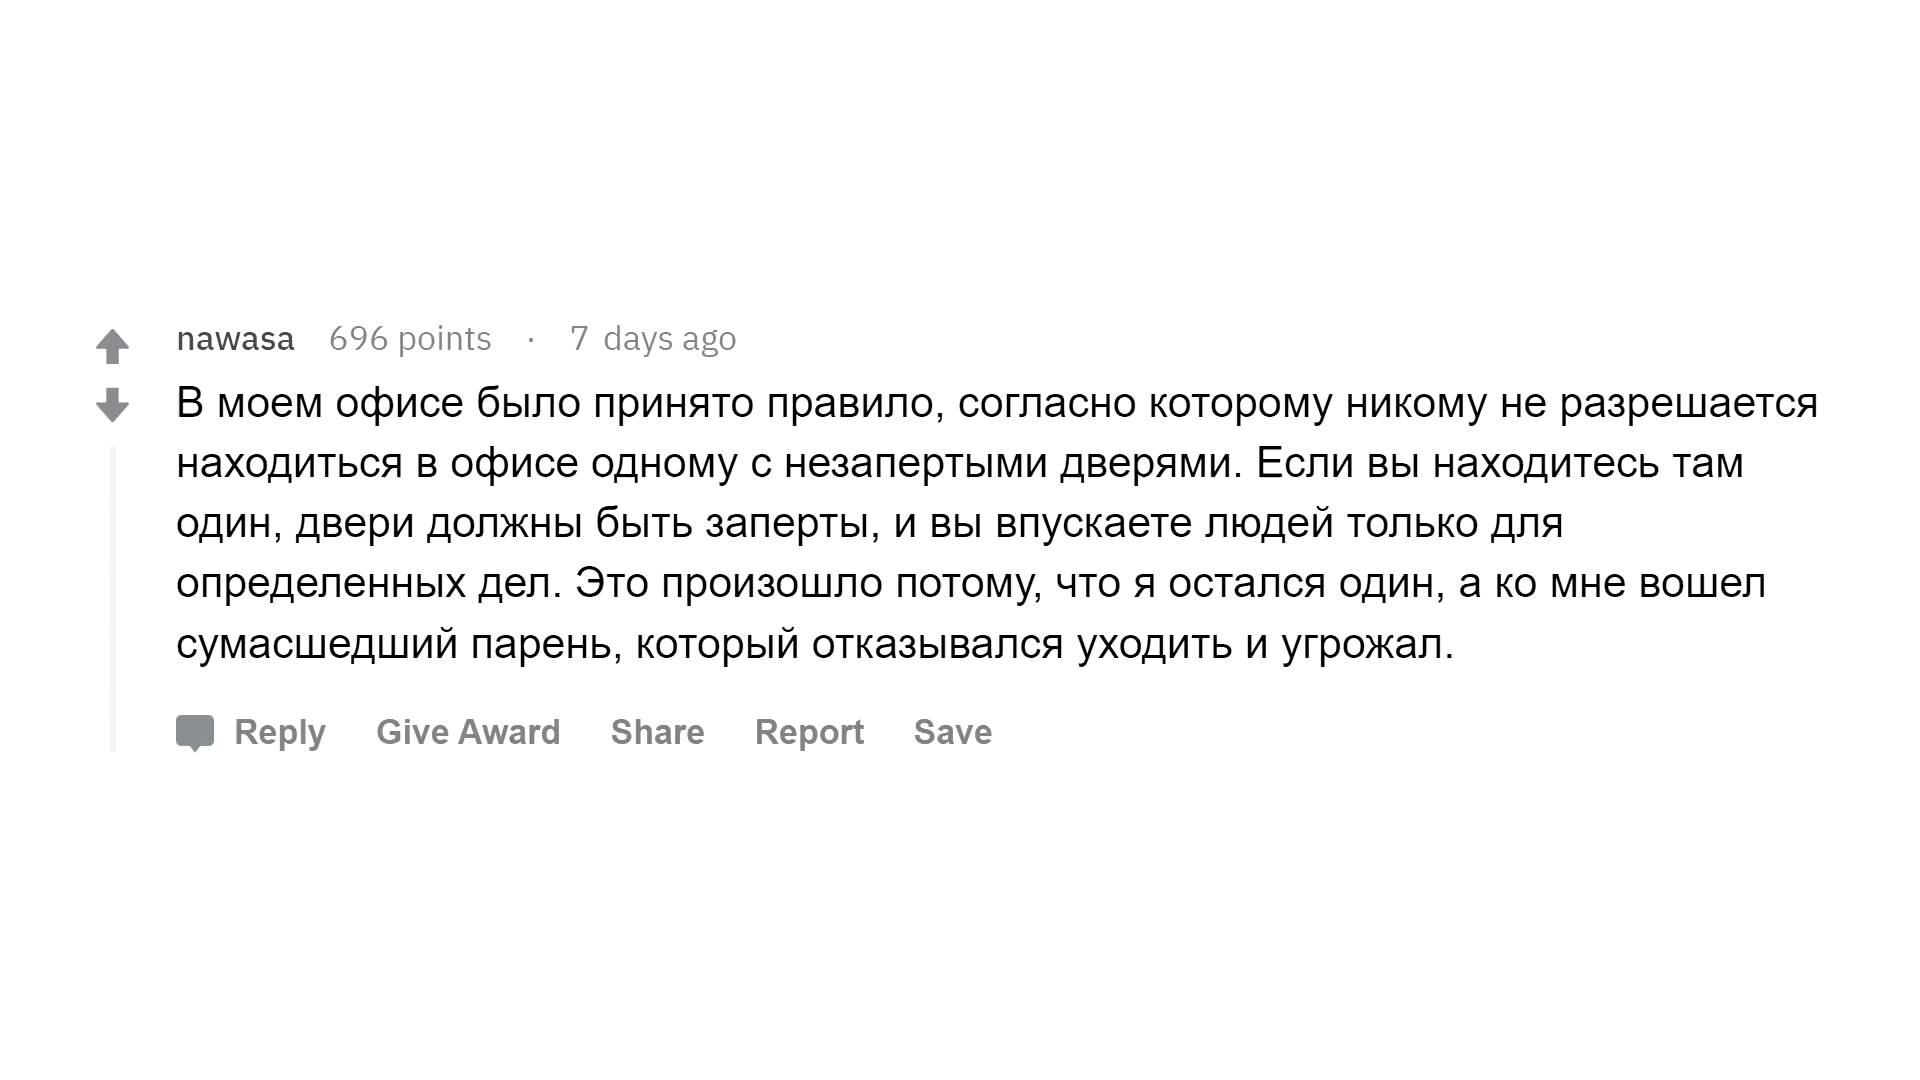 nawasa 696 points · 7 days ago
В моем офисе было принято правило, согласно которому никому не разрешается
находиться в офисе одному с незапертыми дверями. Если вы находитесь там
один, двери должны быть заперты, и вы впускаете людей только для
определенных дел. Это произошло потому, что я остался один, а ко мне вошел
сумасшедший парень, который отказывался уходить и угрожал.
Reply Give Award Share Report Save